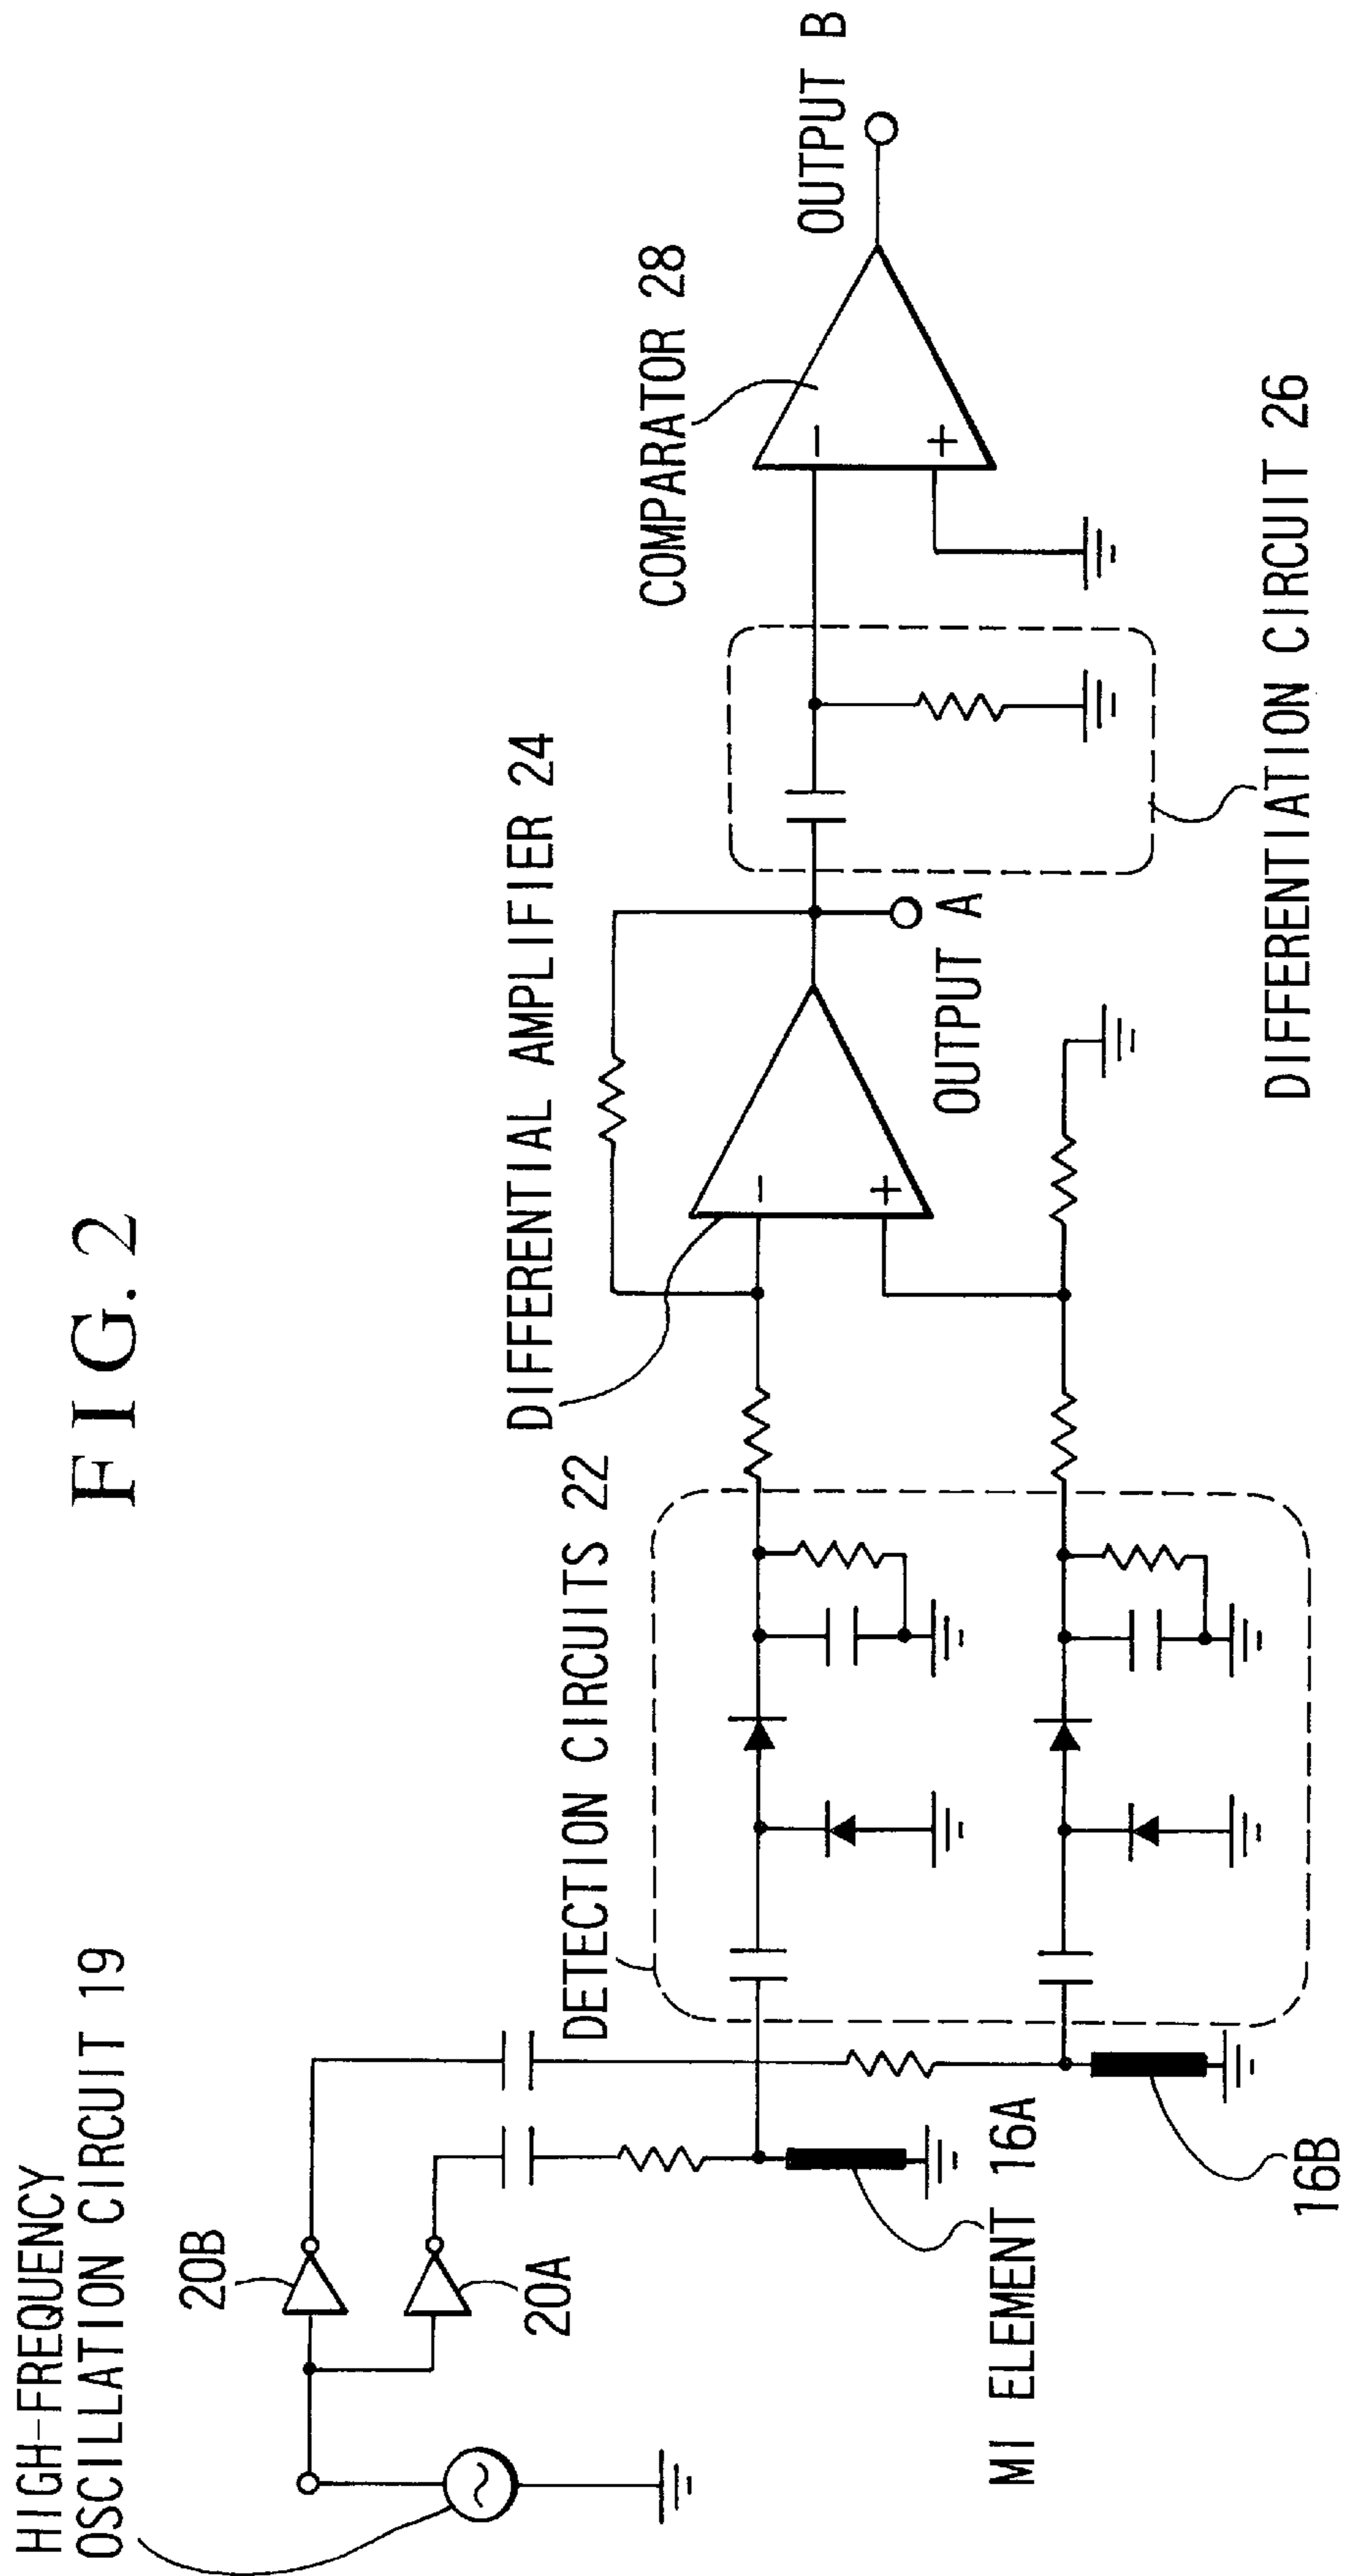 FIG. 2
HIGH-FREQUENCY
OSCILLATION CIRCUIT 19
20B
20A
MI ELEMENT 16A
16B
DETECTION CIRCUITS 22
DIFFERENTIAL AMPLIFIER 24
-
+
OUTPUT A
DIFFERENTIATION CIRCUIT 26
COMPARATOR 28
-
+
OUTPUT B